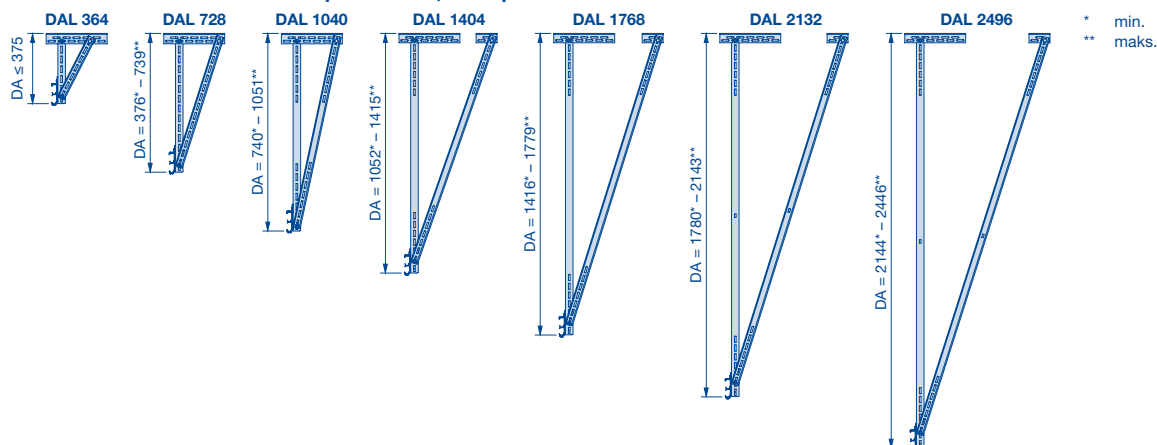 DAL 364
DAL 728
DAL 1040
DAL 1404
DAL 1768
DAL 2132
DAL 2496
* min.
** maks.
DA ≤ 375
DA = 376* – 739**
DA = 740* – 1051**
DA = 1052* – 1415**
DA = 1416* – 1779**
DA = 1780* – 2143**
DA = 2144* – 2446**